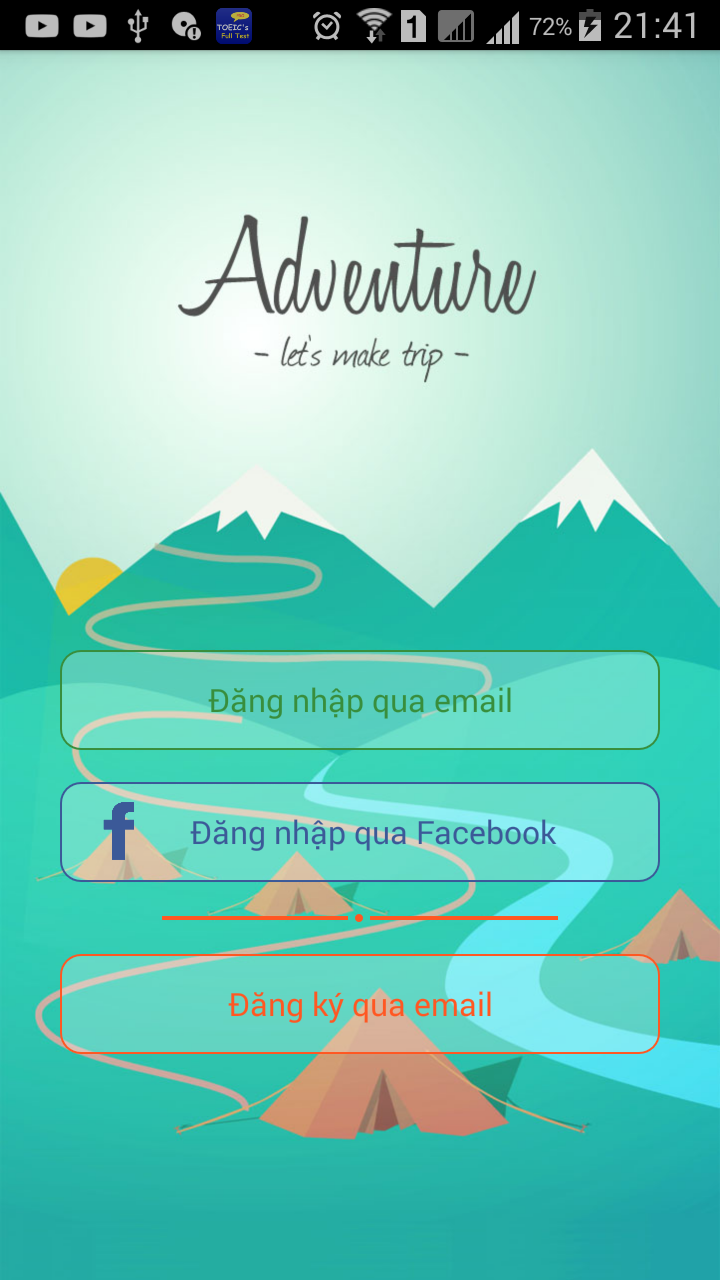 TOEIC's
Full Test
1 72% 21:41
Adventure
- let's make trip -
Đăng nhập qua email
f Đăng nhập qua Facebook
Đăng ký qua email